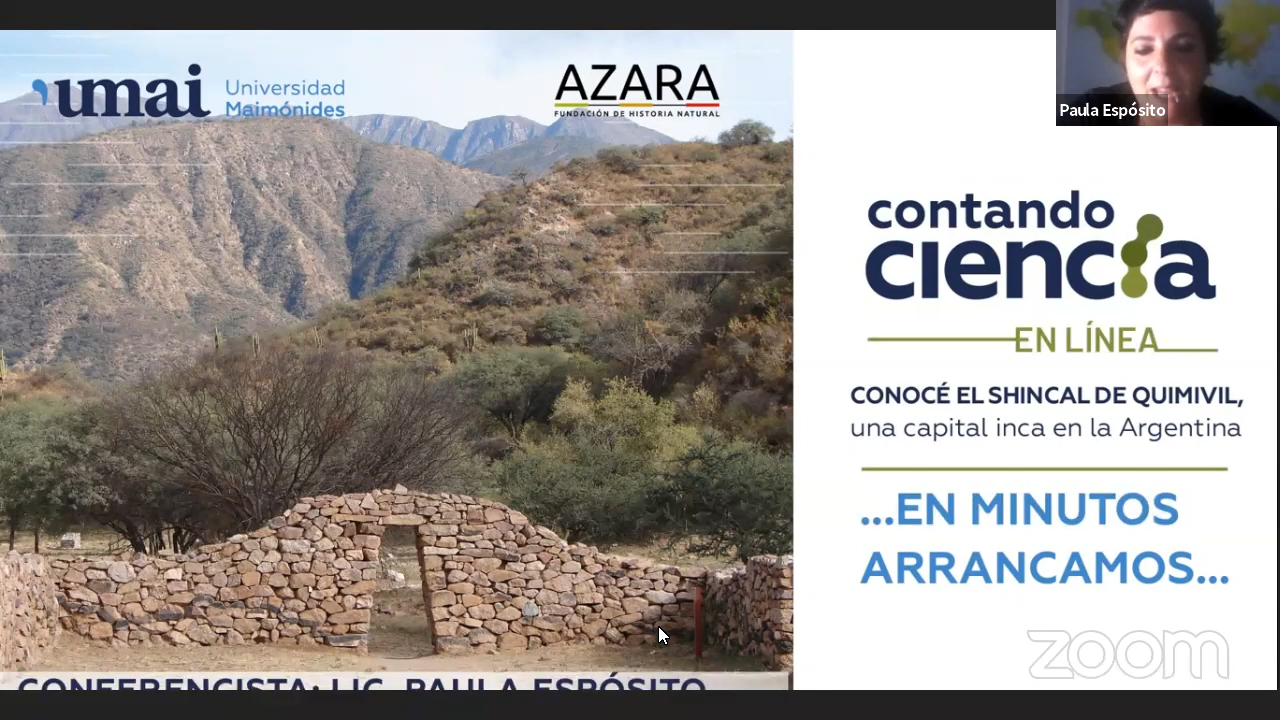 umai
Universidad
Maimónides
AZARA
FUNDACIÓN DE HISTORIA NATURAL
Paula Espósito
contando
ciencia
EN LÍNEA
CONOCÉ EL SHINCAL DE QUIMIVIL,
una capital inca en la Argentina
...EN MINUTOS
ARRANCAMOS...
zoom
CONFERENCISTA: LIC. PAULA ESPÓSITO